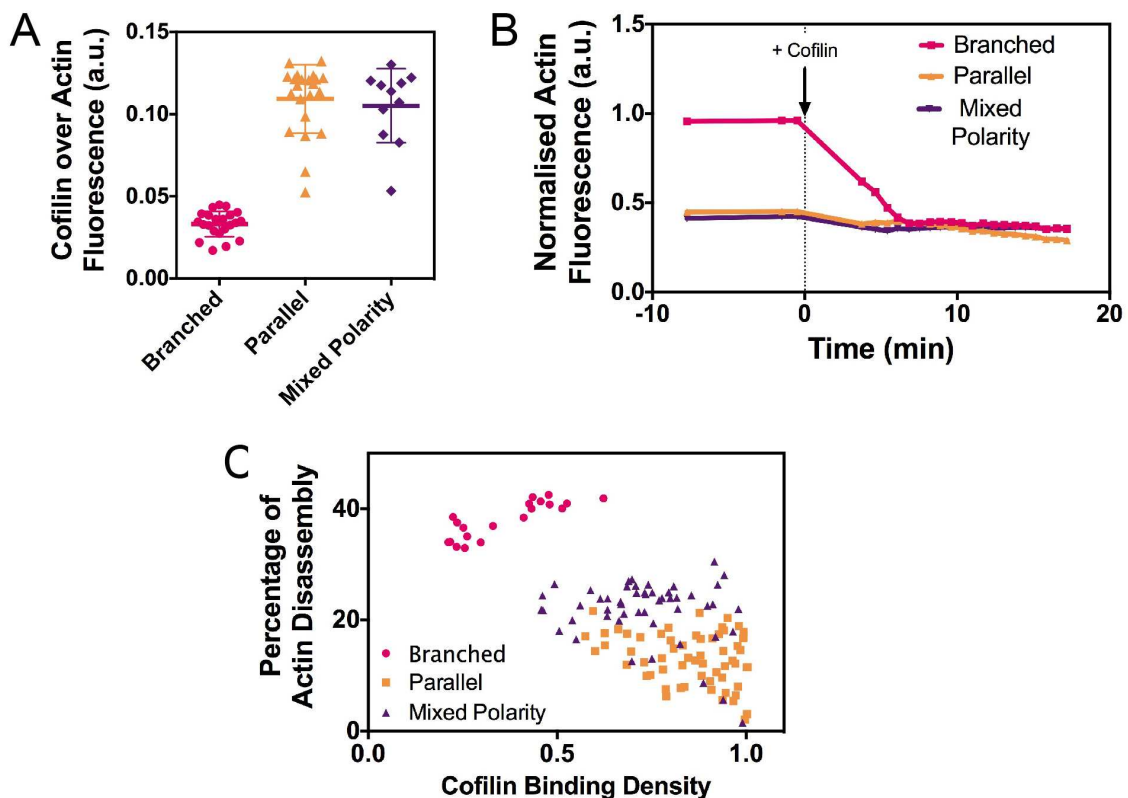 A
Cofilin over Actin
Fluorescence (a.u.)
0.15
0.10
0.05
0.00
Branched
Parallel
Mixed Polarity
B
Normalised Actin
Fluorescence (a.u.)
1.5
1.0
0.5
0.0
+ Cofilin
Branched
Parallel
Mixed
Polarity
-10
0
10
20
Time (min)
C
Percentage of
Actin Disassembly
40
20
0
Branched
Parallel
Mixed Polarity
0.0
0.5
1.0
Cofilin Binding Density